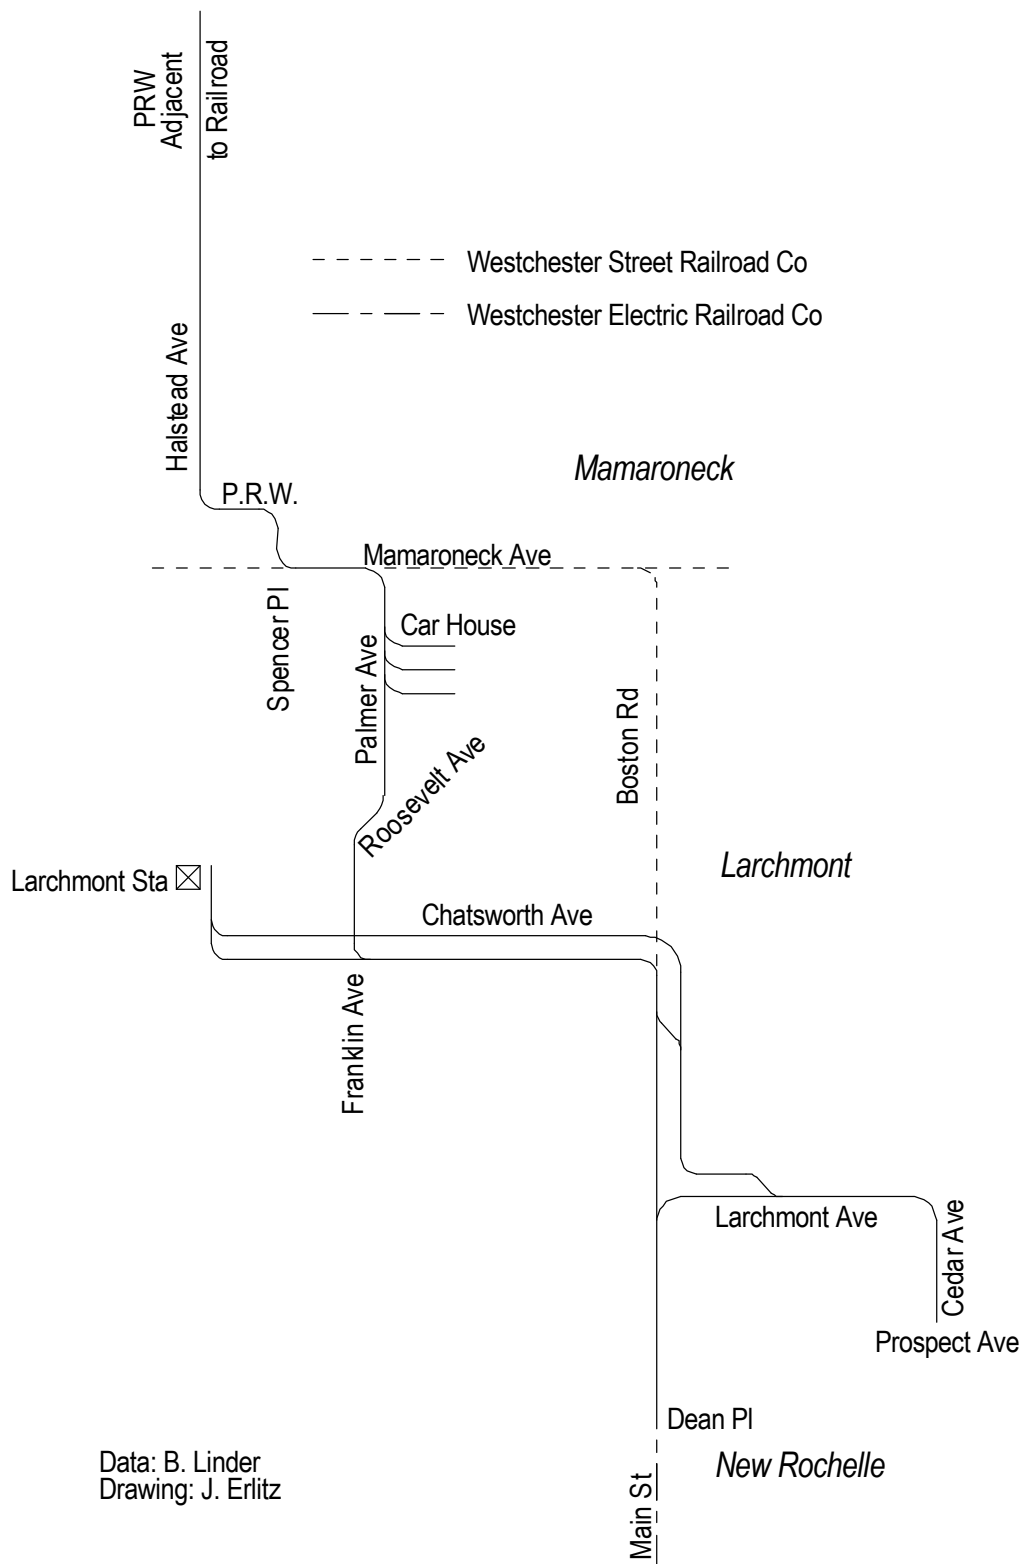 PRW
Adjacent
to Railroad
Westchester Street Railroad Co
Westchester Electric Railroad Co
Halstead Ave
Mamaroneck
P.R.W.
Mamaroneck Ave
Spencer Pl
Car House
Palmer Ave
Boston Rd
Roosevelt Ave
Larchmont
Larchmont Sta
Chatsworth Ave
Franklin Ave
Larchmont Ave
Cedar Ave
Prospect Ave
Dean Pl
New Rochelle
Main St
Data: B. Linder
Drawing: J. Erlitz